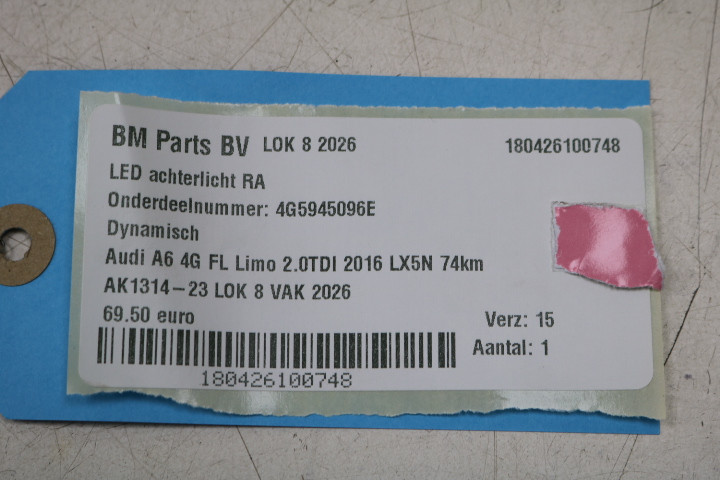 BM Parts BV LOK 8 2026 180426100748
LED achterlicht RA
Onderdeelnummer: 4G5945096E
Dynamisch
Audi A6 4G FL Limo 2.0TDI 2016 LX5N 74km
AK1314-23 LOK 8 VAK 2026
69.50 euro Verz: 15
Aantal: 1
180426100748